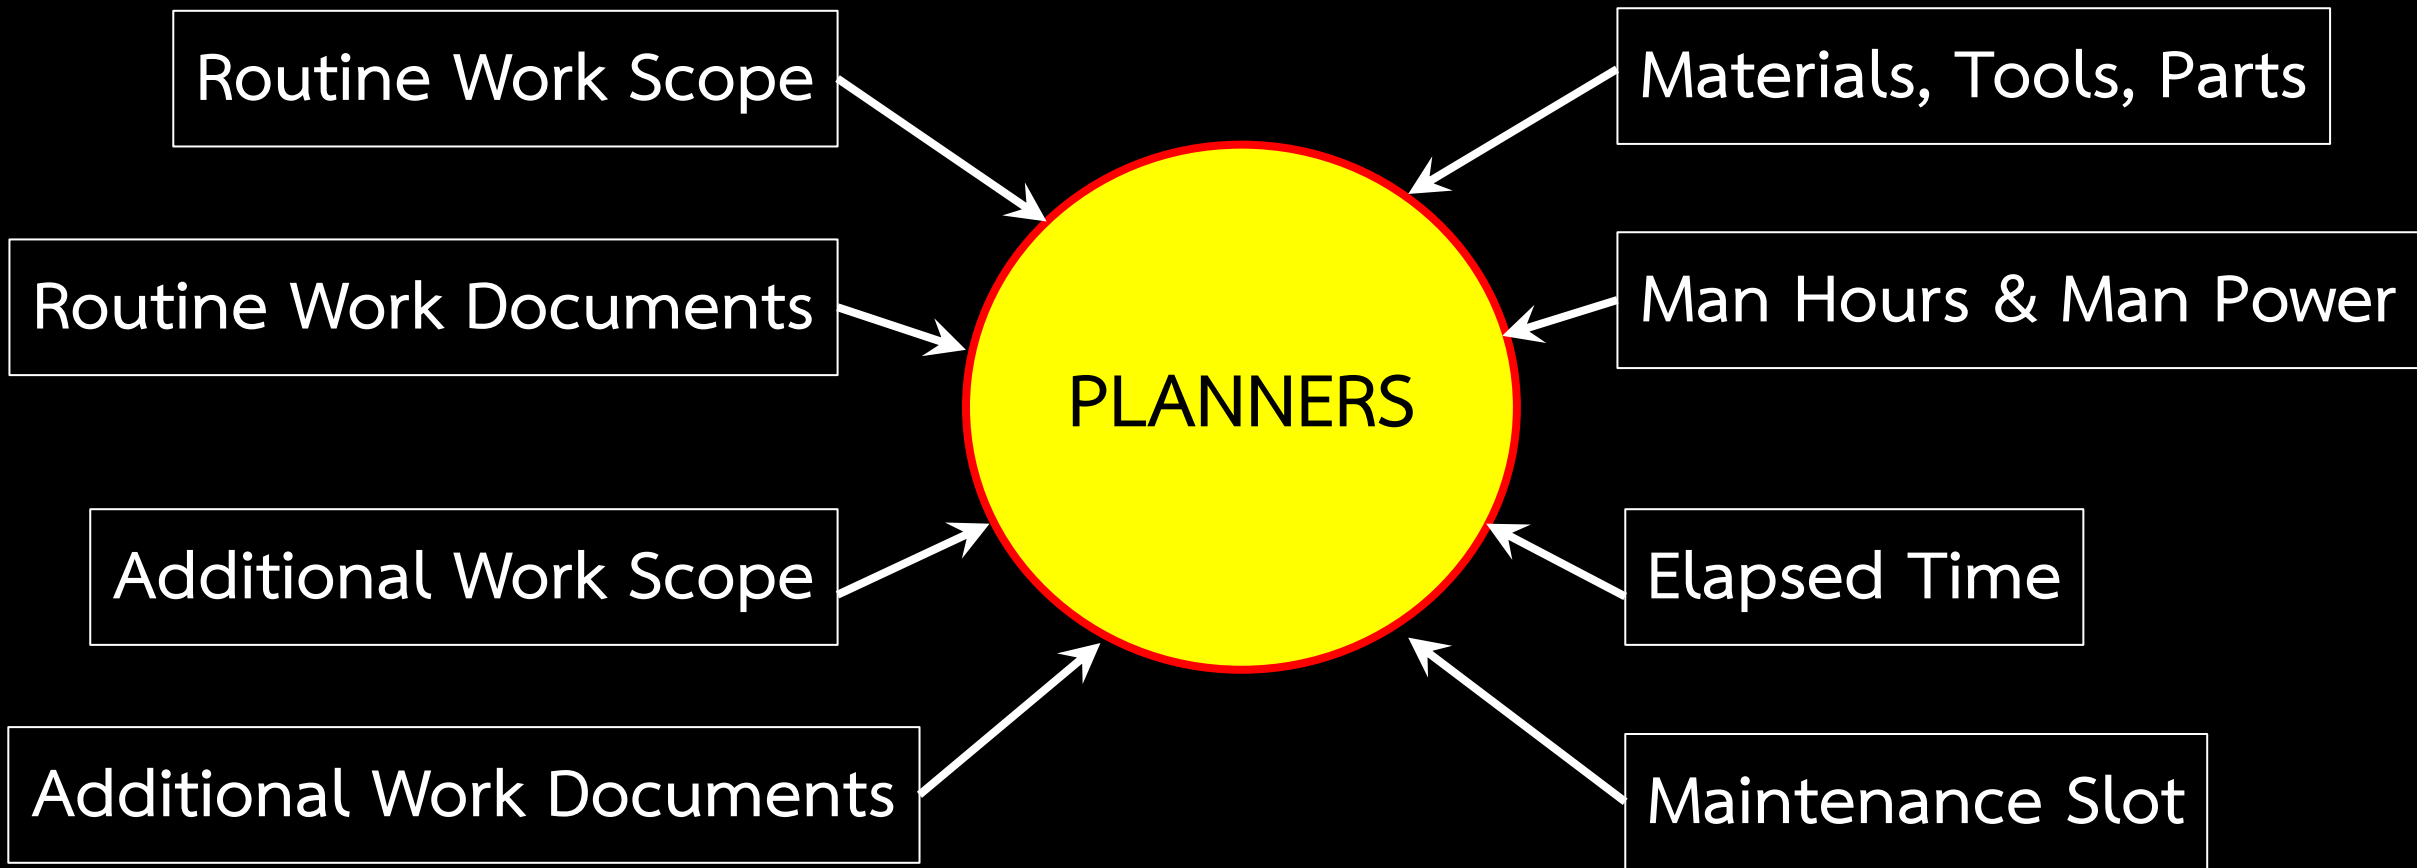 Routine Work Scope
Routine Work Documents
Additional Work Scope
Additional Work Documents
PLANNERS
Materials, Tools, Parts
Man Hours & Man Power
Elapsed Time
Maintenance Slot